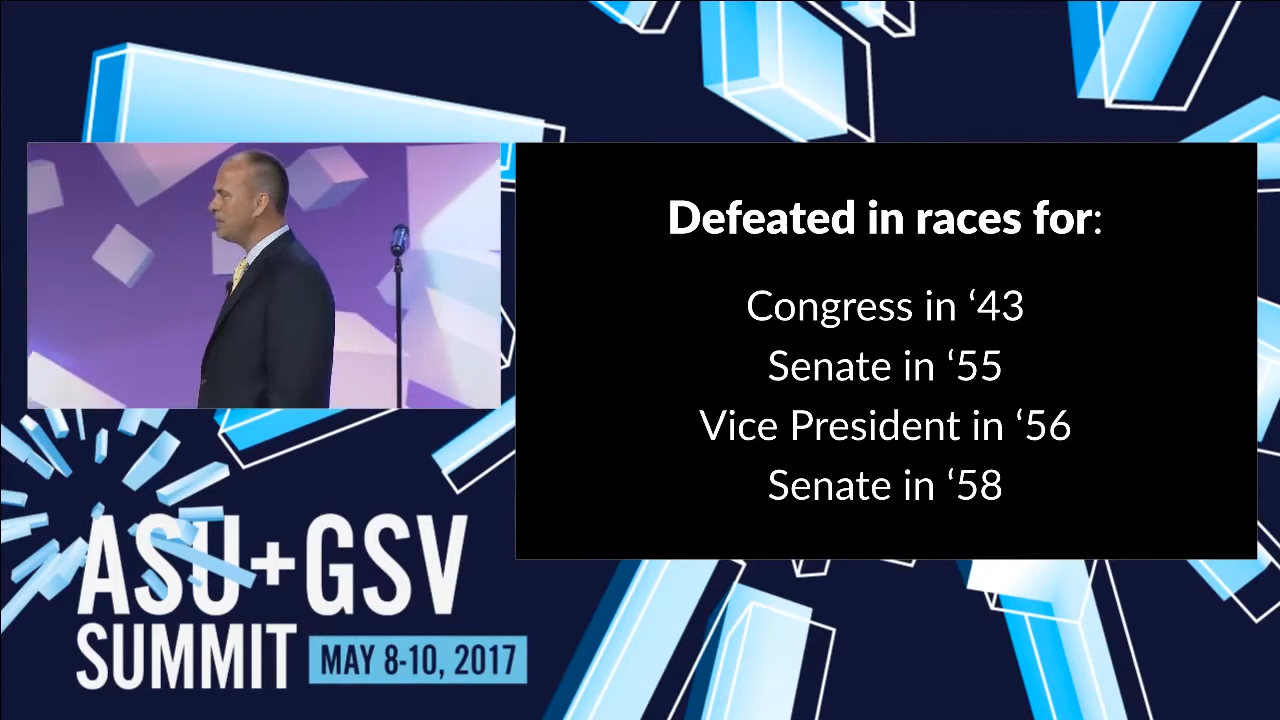 Defeated in races for:
Congress in ‘43
Senate in ‘55
Vice President in ‘56
Senate in ‘58
ASU+GSV
SUMMIT
MAY 8-10, 2017